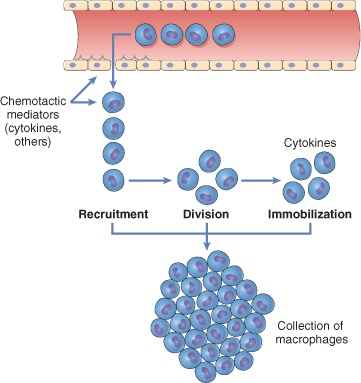 Chemotactic
mediators
(cytokines,
others)
Cytokines
Recruitment
Division
Immobilization
Collection of
macrophages